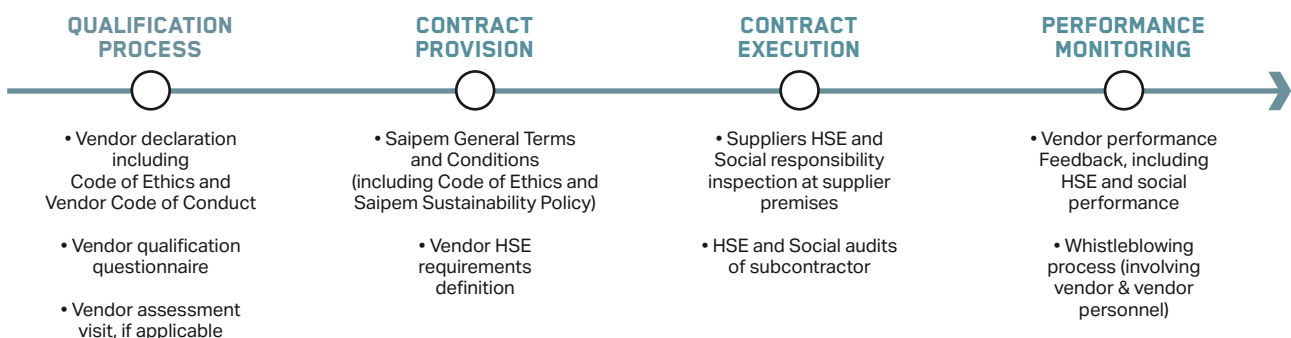 QUALIFICATION
PROCESS
• Vendor declaration
including
Code of Ethics and
Vendor Code of Conduct
• Vendor qualification
questionnaire
• Vendor assessment
visit, if applicable
CONTRACT
PROVISION
• Saipem General Terms
and Conditions
(including Code of Ethics and
Saipem Sustainability Policy)
• Vendor HSE
requirements
definition
CONTRACT
EXECUTION
• Suppliers HSE and
Social responsibility
inspection at supplier
premises
• HSE and Social audits
of subcontractor
PERFORMANCE
MONITORING
• Vendor performance
Feedback, including
HSE and social
performance
• Whistleblowing
process (involving
vendor & vendor
personnel)